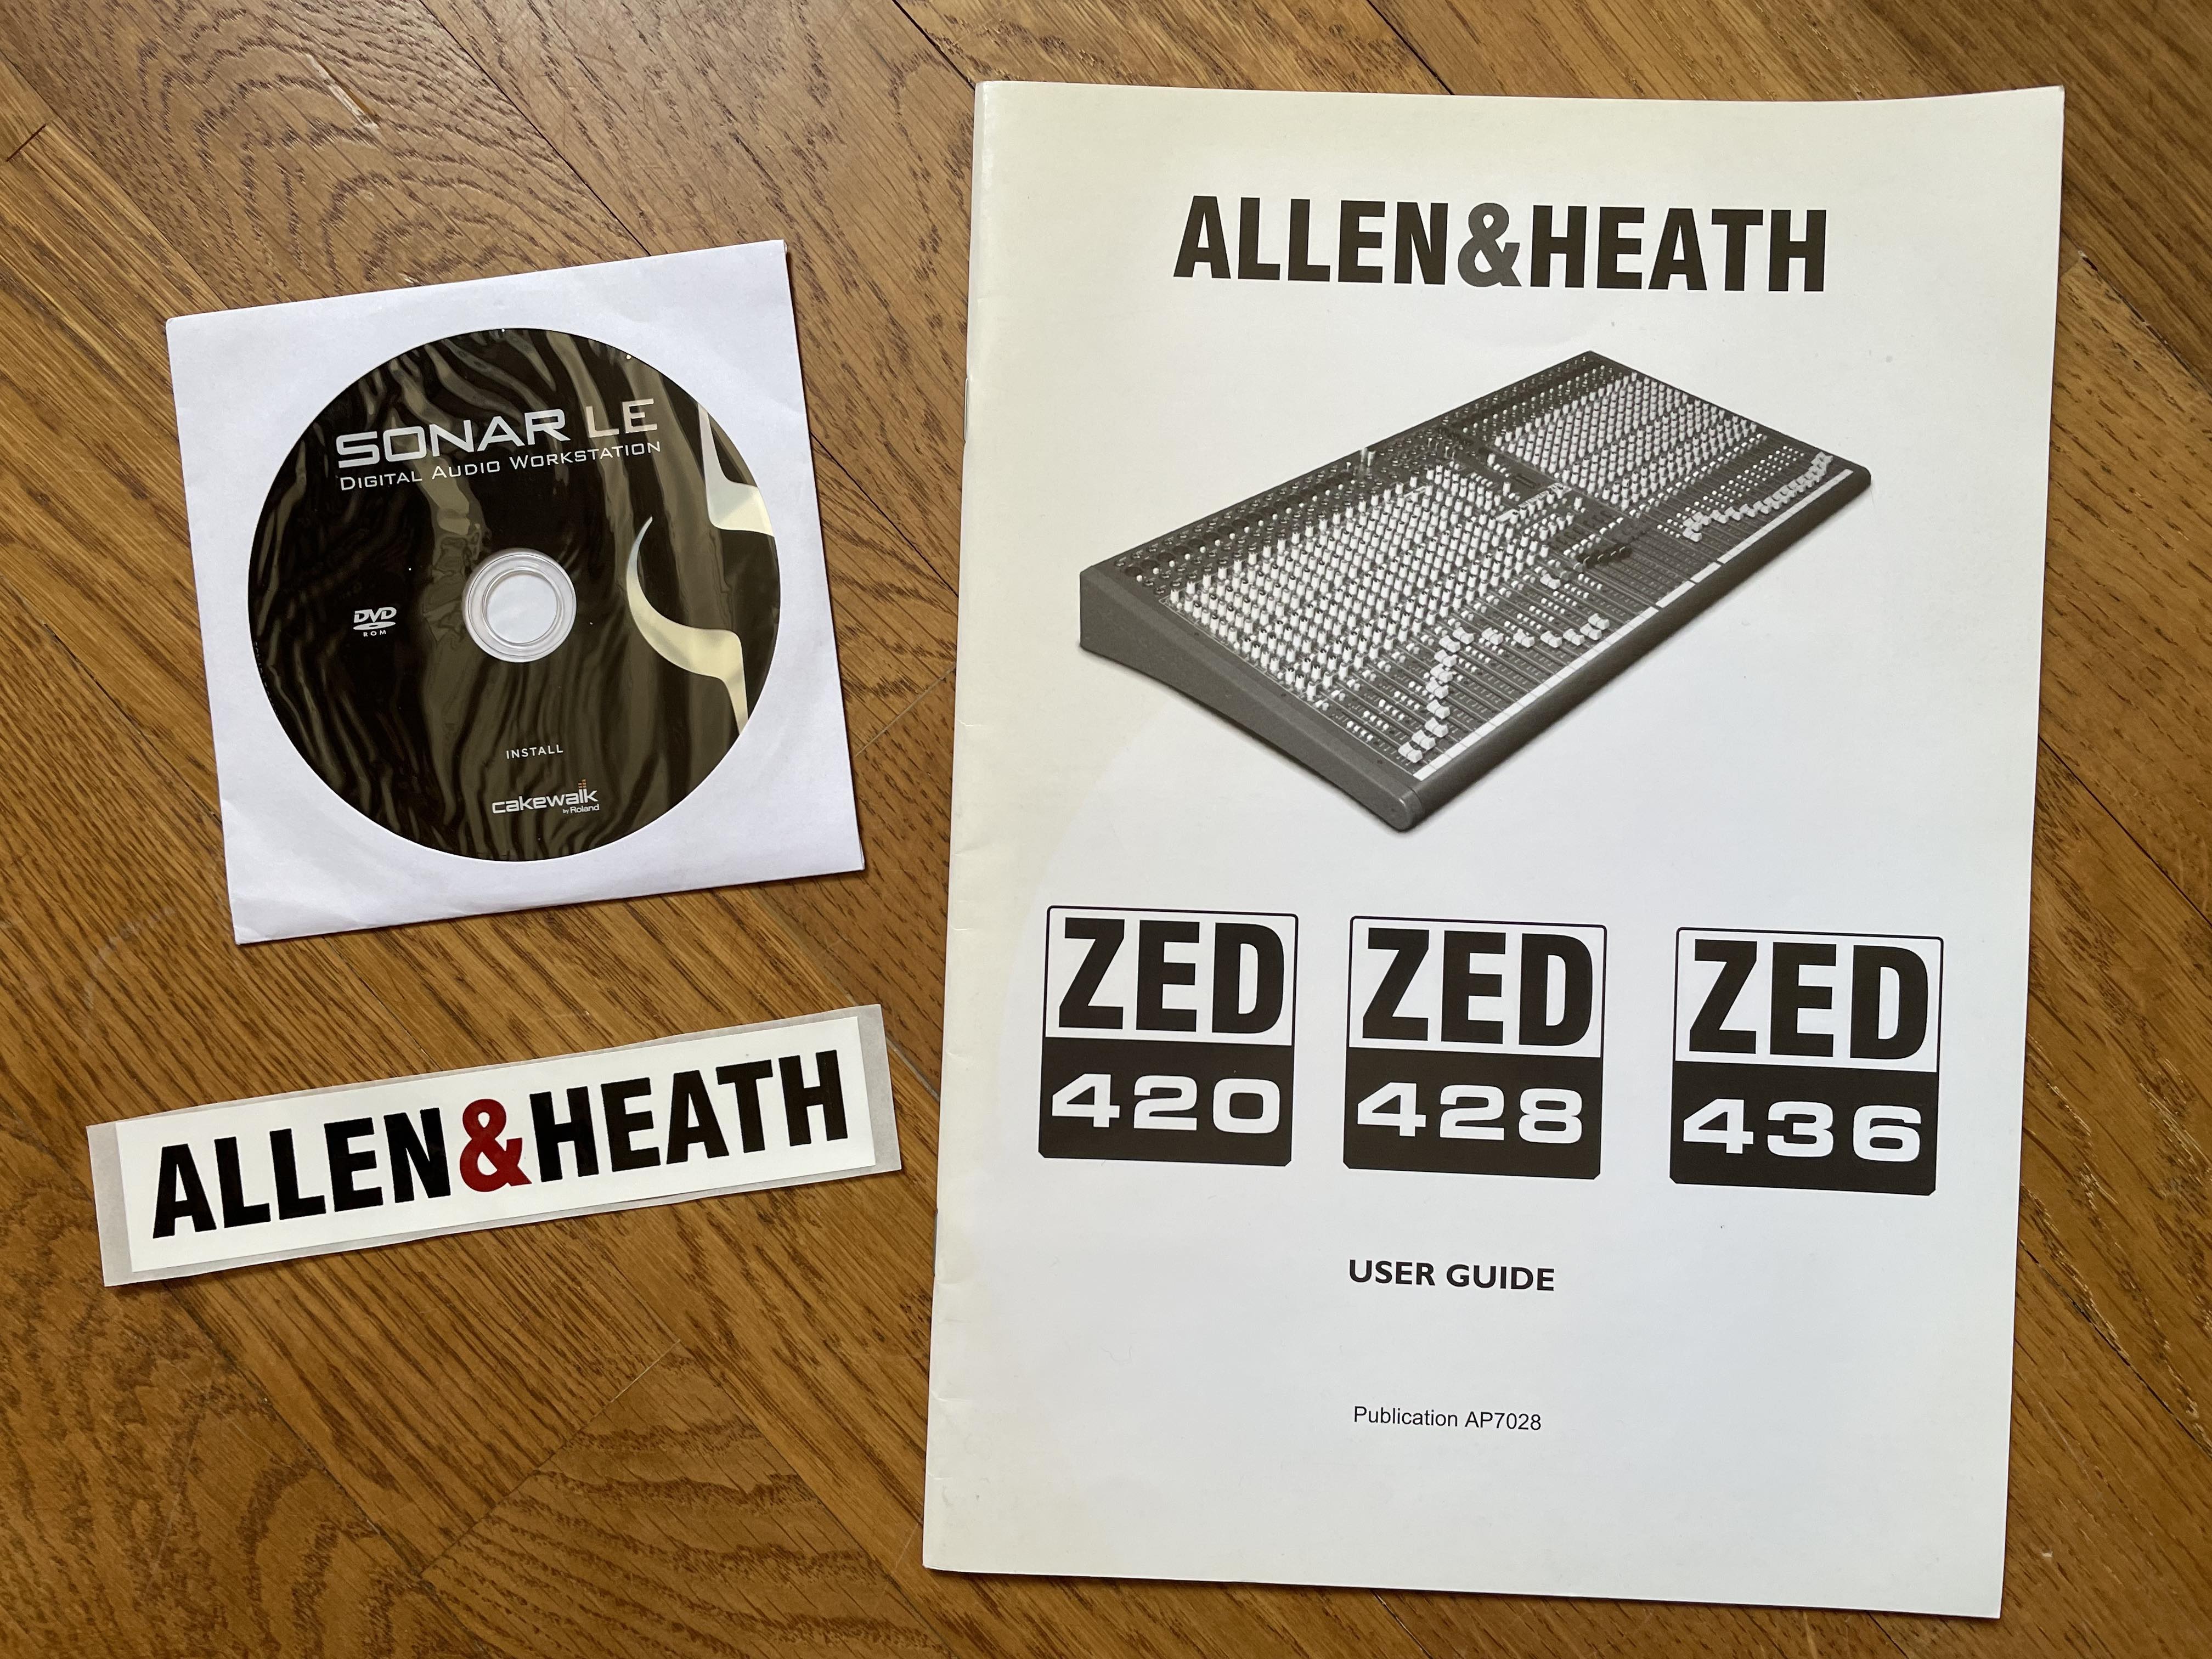 SONAR LE
DIGITAL AUDIO WORKSTATION
DVD
ROM
INSTALL
cakewalk
by Roland
ALLEN&HEATH
ALLEN&HEATH
ZED
420
ZED
428
ZED
436
USER GUIDE
Publication AP7028